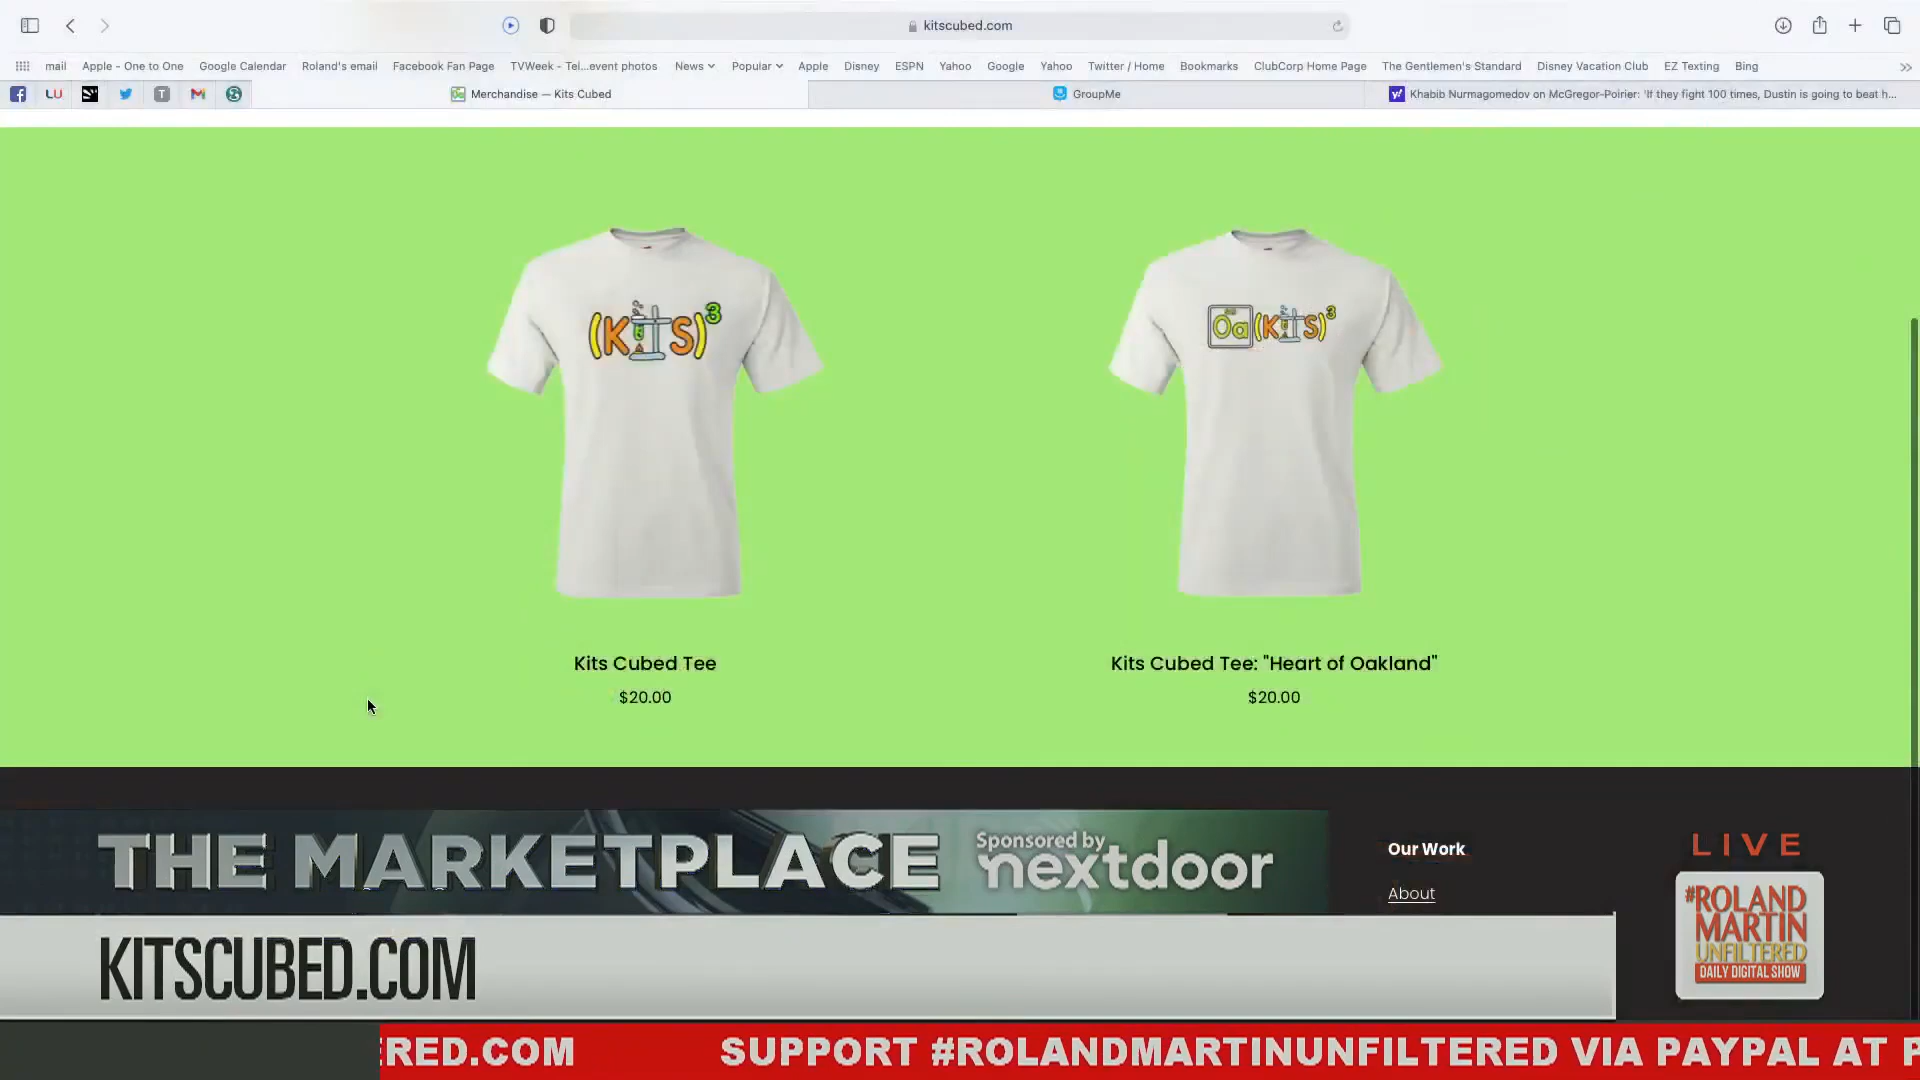 kitscubed.com
mail Apple - One to One Google Calendar Roland's email Facebook Fan Page TVWeek - Tel...event photos News Popular Apple Disney ESPN Yahoo Google Yahoo Twitter / Home Bookmarks ClubCorp Home Page The Gentlemen's Standard Disney Vacation Club EZ Texting Bing
LU T Merchandise — Kits Cubed GroupMe Khabib Nurmagomedov on McGregor-Poirier: 'If they fight 100 times, Dustin is going to beat h...
(KitS)3
Oa (KitS)3
Kits Cubed Tee
$20.00
Kits Cubed Tee: "Heart of Oakland"
$20.00
THE MARKETPLACE
Sponsored by
nextdoor
Our Work
About
LIVE
#ROLAND
MARTIN
UNFILTERED
DAILY DIGITAL SHOW
KITSCUBED.COM
RED.COM SUPPORT #ROLANDMARTINUNFILTERED VIA PAYPAL AT